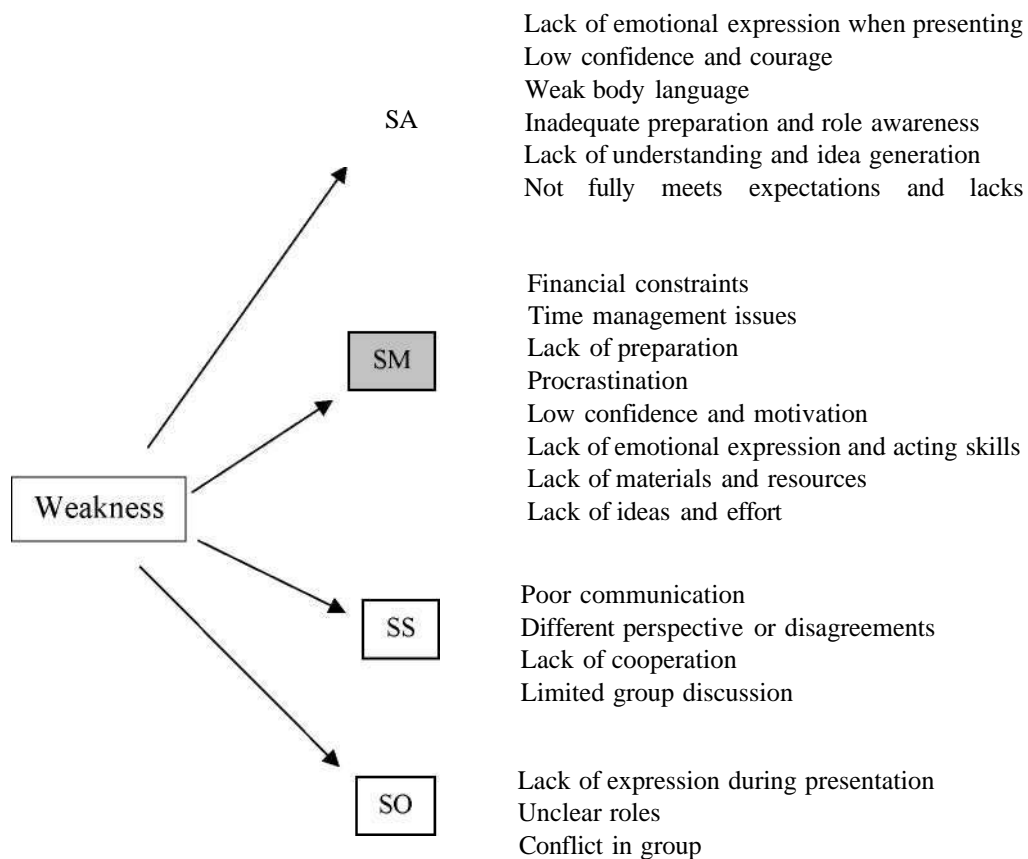 Lack of emotional expression when presenting
Low confidence and courage
Weak body language
SA
Inadequate preparation and role awareness
Lack of understanding and idea generation
Not fully meets expectations and lacks
Financial constraints
Time management issues
SM
Lack of preparation
Procrastination
Low confidence and motivation
Lack of emotional expression and acting skills
Lack of materials and resources
Weakness
Lack of ideas and effort
Poor communication
SS
Different perspective or disagreements
Lack of cooperation
Limited group discussion
Lack of expression during presentation
SO
Unclear roles
Conflict in group